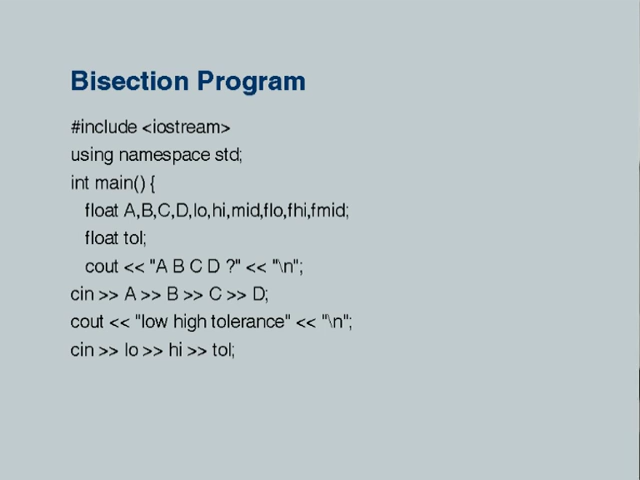 Bisection Program
#include <iostream>
using namespace std;
int main() {
float A,B,C,D,lo,hi,mid,flo,fhi,fmid;
float tol;
cout << "A B C D ?" << "\n";
cin >> A >> B >> C >> D;
cout << "low high tolerance" << "\n";
cin >> lo >> hi >> tol;